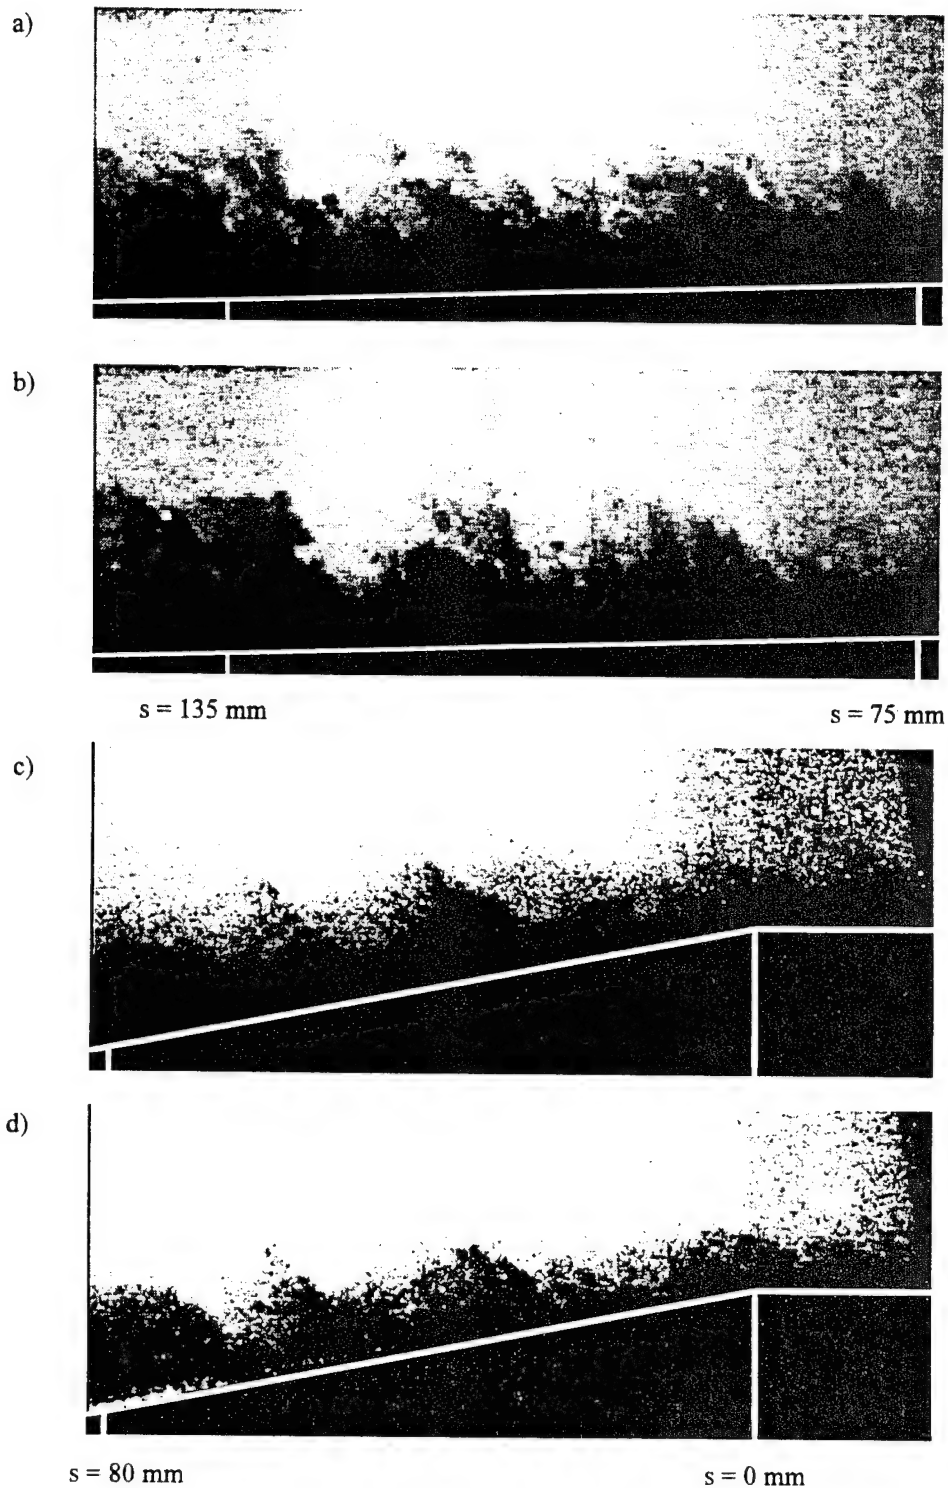 a)
b)
s = 135 mm
s = 75 mm
c)
d)
s = 80 mm
s = 0 mm